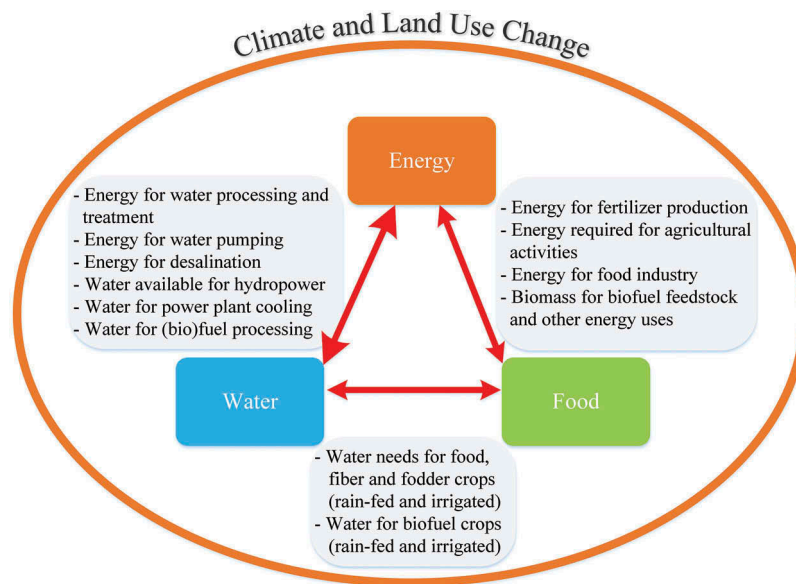 Climate and Land Use Change
Energy
- Energy for water processing and
treatment
- Energy for water pumping
- Energy for desalination
- Water available for hydropower
- Water for power plant cooling
- Water for (bio)fuel processing
- Energy for fertilizer production
- Energy required for agricultural
activities
- Energy for food industry
- Biomass for biofuel feedstock
and other energy uses
Water
Food
- Water needs for food,
fiber and fodder crops
(rain-fed and irrigated)
- Water for biofuel crops
(rain-fed and irrigated)